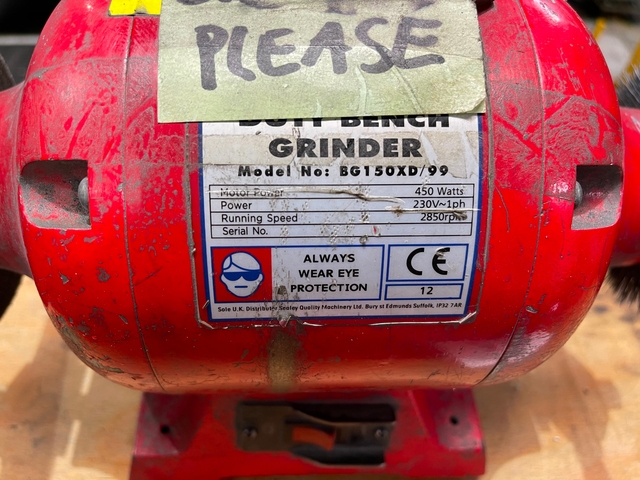 PLEASE
DUTY BENCH
GRINDER
Model No: BG150XD/99
Motor Power 450 Watts
Power 230V~1ph
Running Speed 2850rpm
Serial No.
ALWAYS
WEAR EYE
PROTECTION
CE
12
Sole U.K. Distributor Sealey Quality Machinery Ltd. Bury st Edmunds Suffolk, IP32 7AR